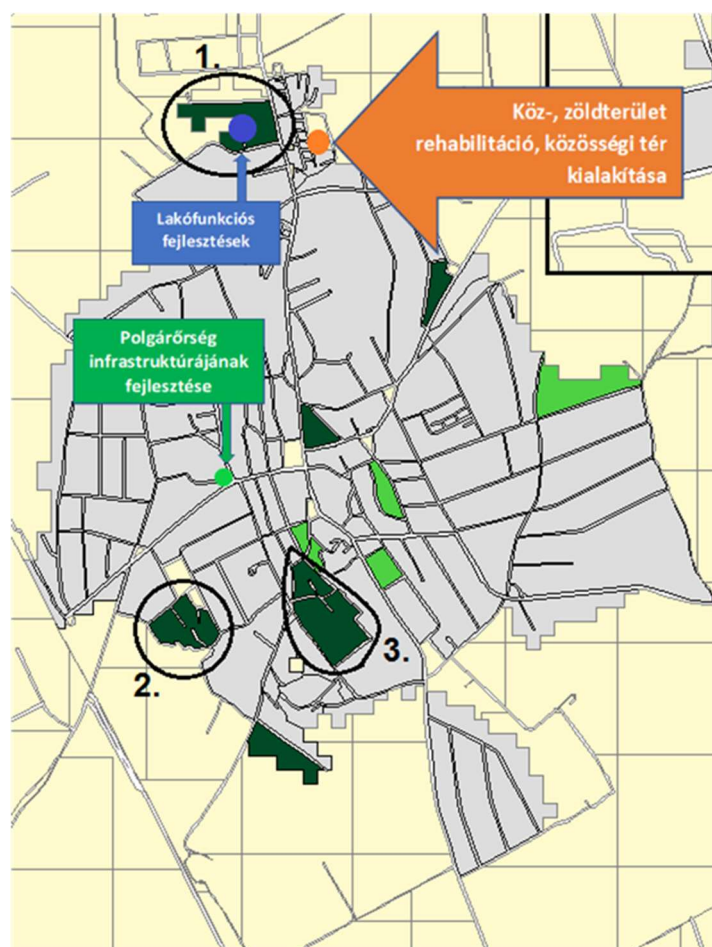 1.
Köz-, zöldterület
rehabilitáció, közösségi tér
kialakítása
Lakófunkciós
fejlesztések
Polgárőrség
infrastruktúrájának
fejlesztése
2.
3.